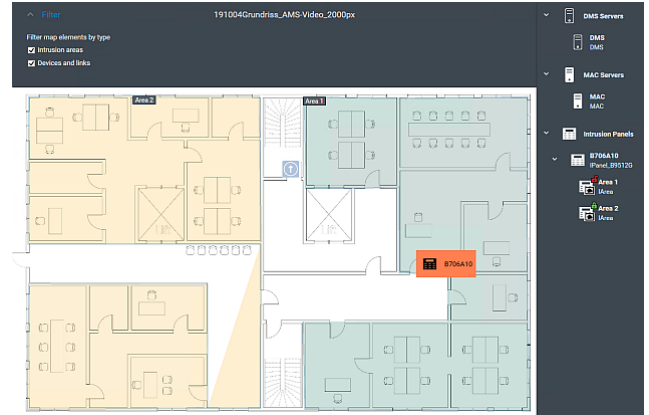 Filter
191004Grundriss_AMS-Video_2000px
Filter map elements by type
Intrusion areas
Devices and links
Area 2
Area 1
B706A10
DMS Servers
DMS
DMS
MAC Servers
MAC
MAC
Intrusion Panels
B706A10
IPanel_B9512G
Area 1
IArea
Area 2
IArea